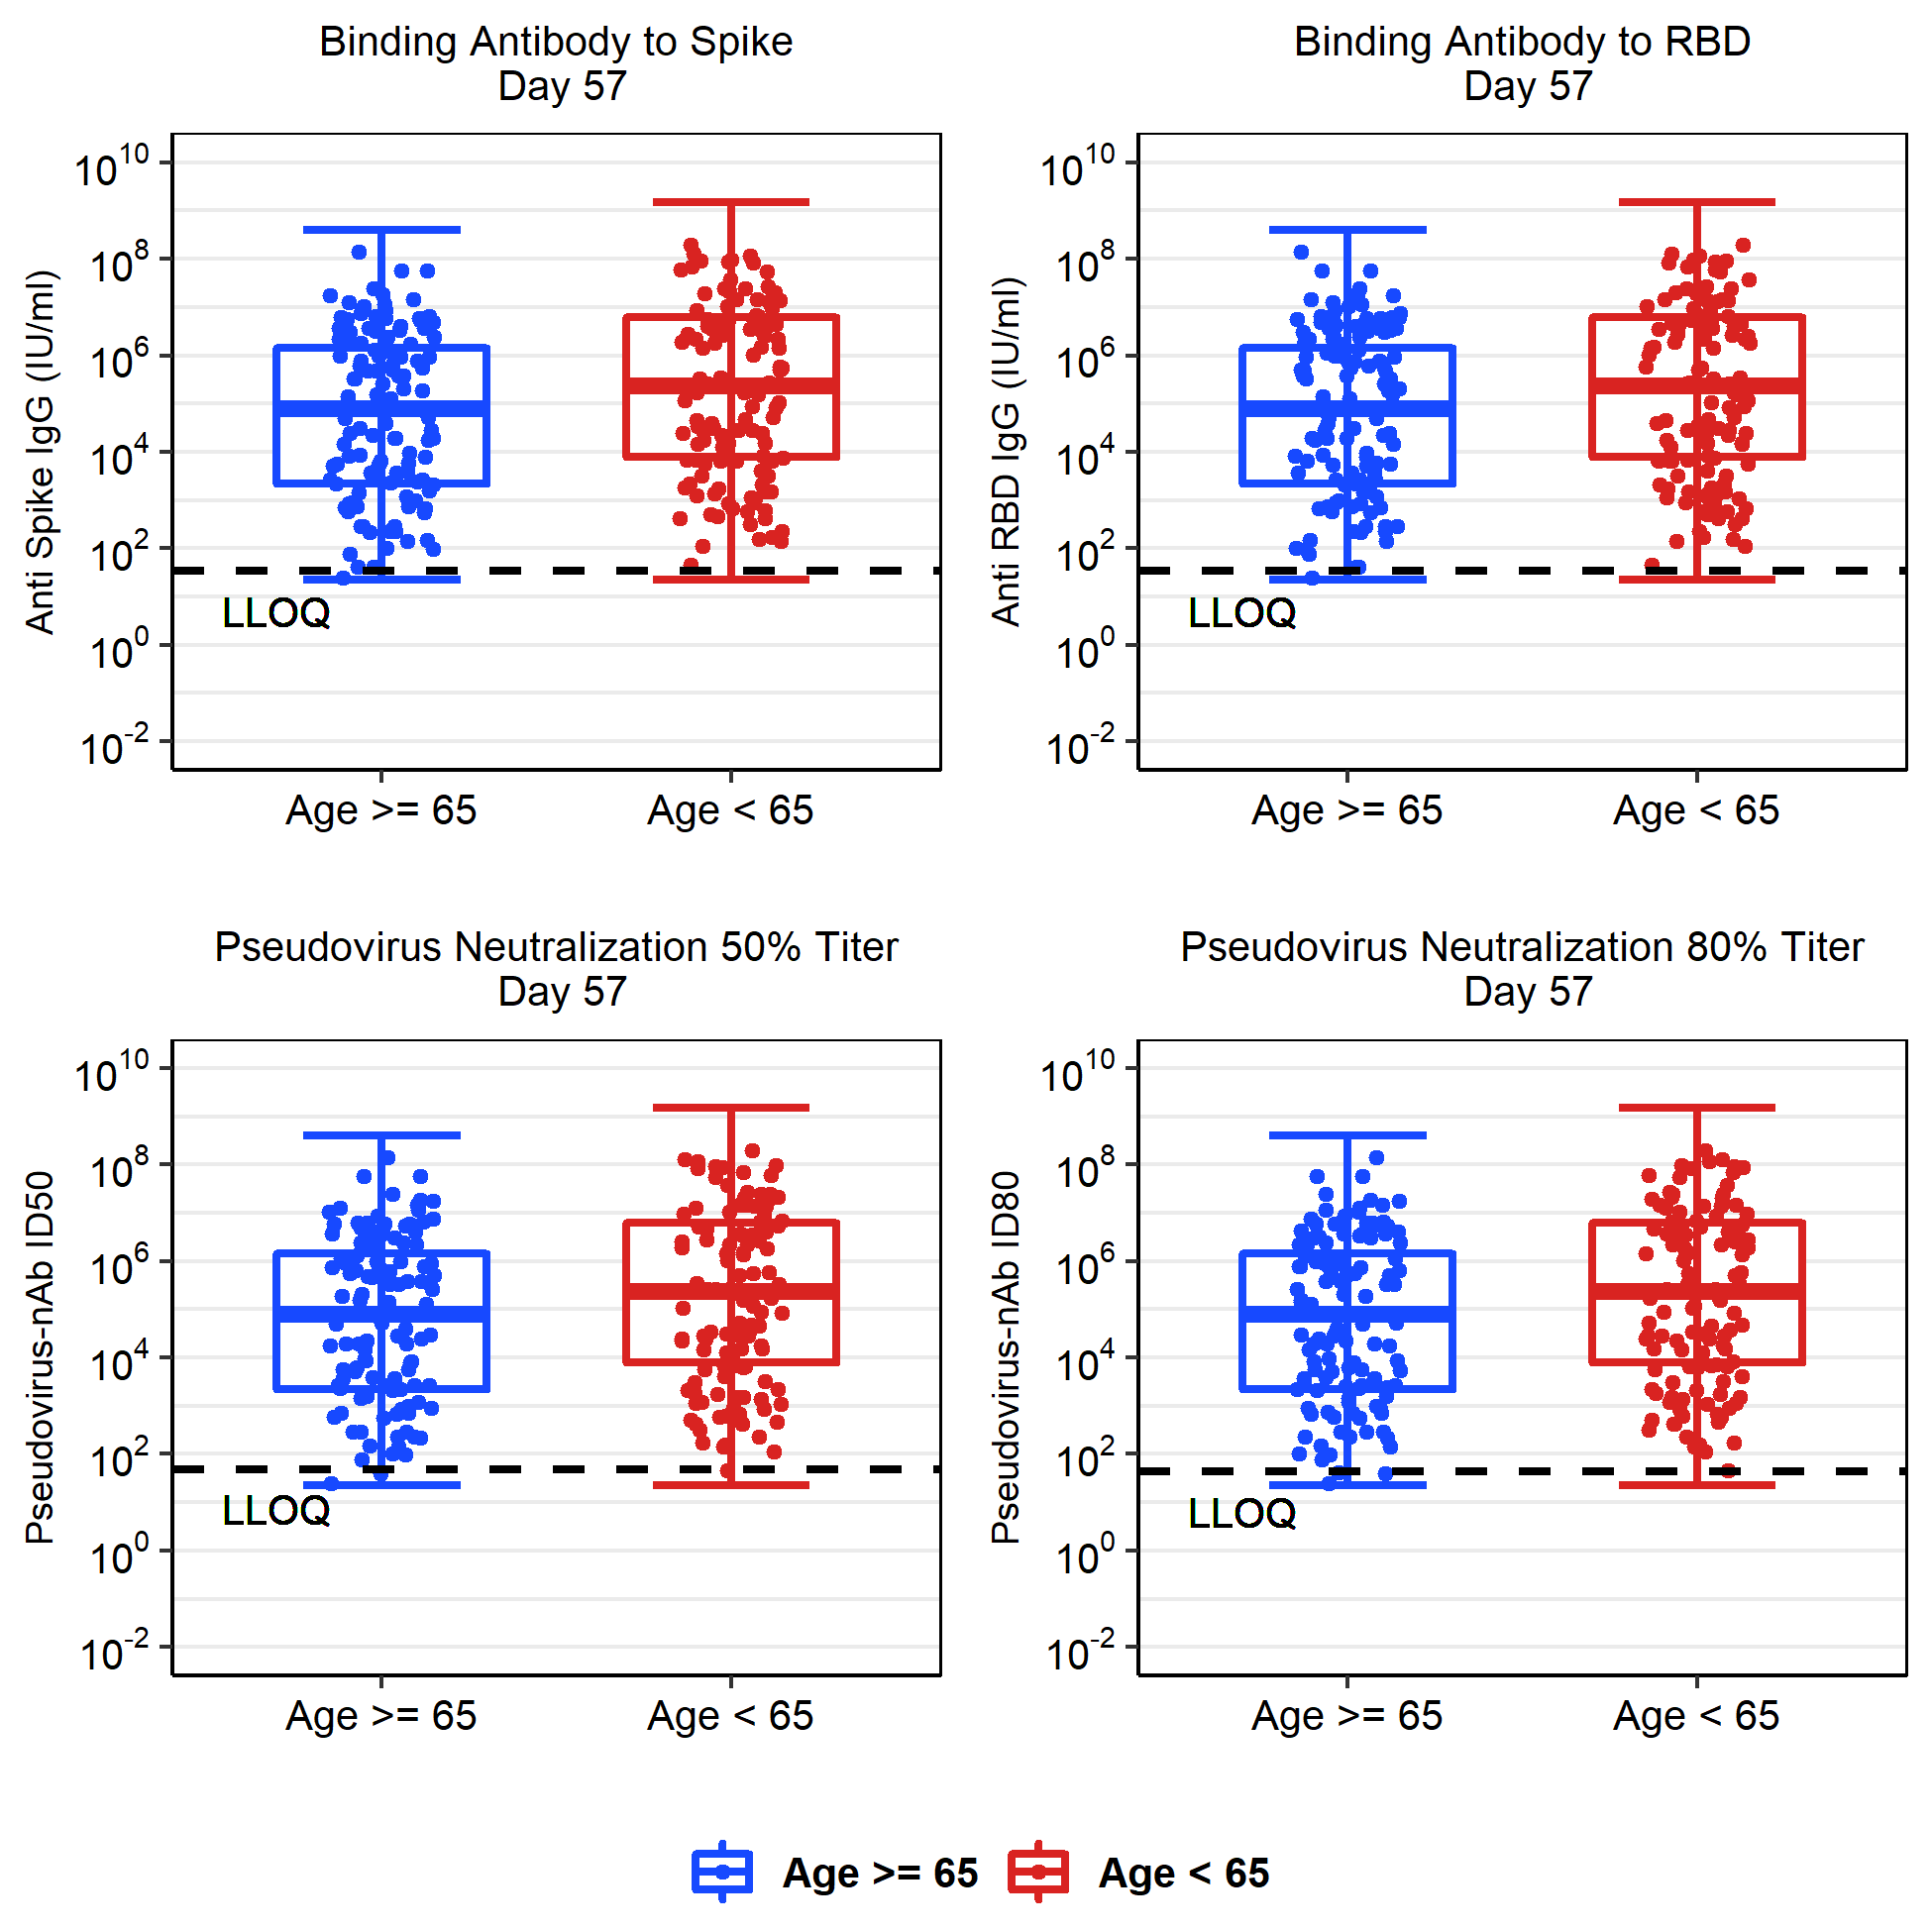 Binding Antibody to Spike
Day 57
Anti Spike IgG (IU/ml)
10^10
10^8
10^6
10^4
10^2
10^0
10^-2
LLOQ
Age >= 65
Age < 65
Binding Antibody to RBD
Day 57
Anti RBD IgG (IU/ml)
10^10
10^8
10^6
10^4
10^2
10^0
10^-2
LLOQ
Age >= 65
Age < 65
Pseudovirus Neutralization 50% Titer
Day 57
Pseudovirus-nAb ID50
10^10
10^8
10^6
10^4
10^2
10^0
10^-2
LLOQ
Age >= 65
Age < 65
Pseudovirus Neutralization 80% Titer
Day 57
Pseudovirus-nAb ID80
10^10
10^8
10^6
10^4
10^2
10^0
10^-2
LLOQ
Age >= 65
Age < 65
Age >= 65
Age < 65